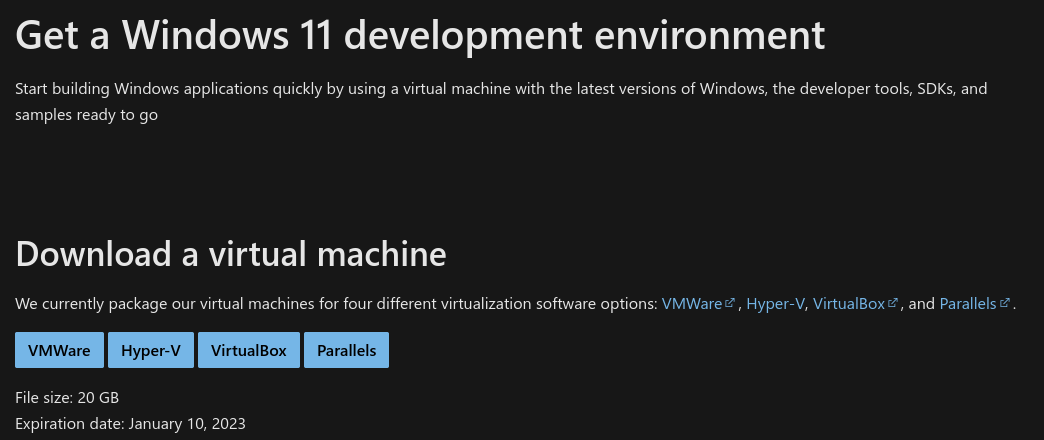 Get a Windows 11 development environment
Start building Windows applications quickly by using a virtual machine with the latest versions of Windows, the developer tools, SDKs, and
samples ready to go
Download a virtual machine
We currently package our virtual machines for four different virtualization software options: VMWare, Hyper-V, VirtualBox, and Parallels.
VMWare Hyper-V VirtualBox Parallels
File size: 20 GB
Expiration date: January 10, 2023